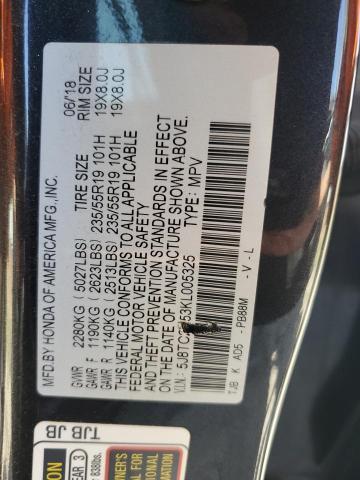 MFD.BY HONDA OF AMERICA MFG.,INC. 06/18
TIRE SIZE RIM SIZE
GVWR 2280KG (5027LBS)
GAWR F 1190KG (2623LBS) 235/55R19 101H 19X8.0J
GAWR R 1140KG (2513LBS) 235/55R19 101H 19X8.0J
THIS VEHICLE CONFORMS TO ALL APPLICABLE
FEDERAL MOTOR VEHICLE SAFETY
AND THEFT PREVENTION STANDARDS IN EFFECT
ON THE DATE OF MANUFACTURE SHOWN ABOVE.
V.I.N.: TYPE: MPV
TJB K AD5 - PB88M - V - L
TJB JB
YEAR 3
838lbs.